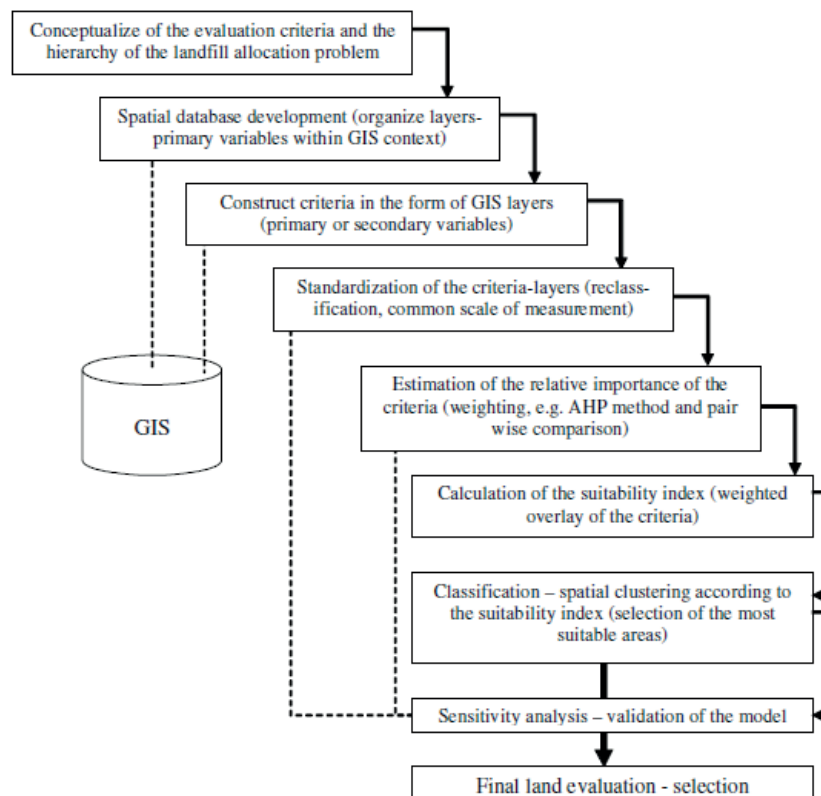 Conceptualize of the evaluation criteria and the
hierarchy of the landfill allocation problem
Spatial database development (organize layers-
primary variables within GIS context)
Construct criteria in the form of GIS layers
(primary or secondary variables)
Standardization of the criteria-layers (reclass-
ification, common scale of measurement)
Estimation of the relative importance of the
criteria (weighting, e.g. AHP method and pair
wise comparison)
GIS
Calculation of the suitability index (weighted
overlay of the criteria)
Classification – spatial clustering according to
the suitability index (selection of the most
suitable areas)
Sensitivity analysis – validation of the model
Final land evaluation - selection